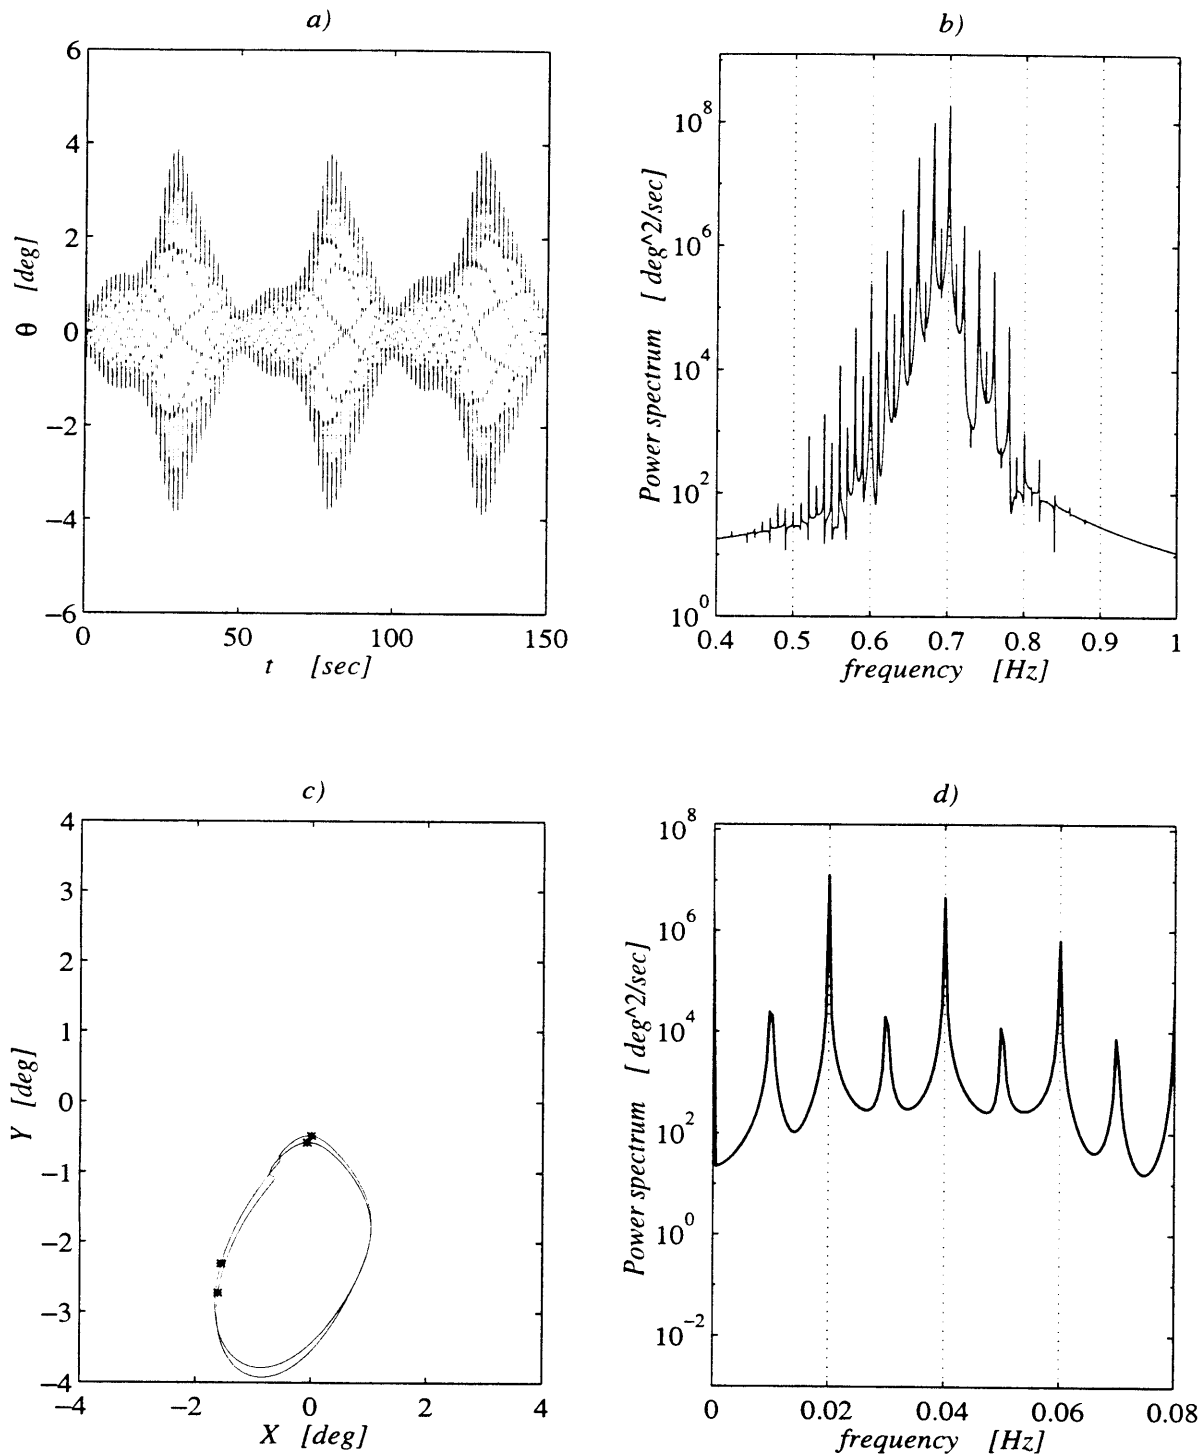 a)
6
4
2
0
−2
−4
−6
θ [deg]
0 50 100 150
t [sec]
b)
10^8
10^6
10^4
10^2
10^0
Power spectrum [ deg^2/sec]
0.4 0.5 0.6 0.7 0.8 0.9 1
frequency [Hz]
c)
4
3
2
1
0
−1
−2
−3
−4
Y [deg]
−4 −2 0 2 4
X [deg]
d)
10^8
10^6
10^4
10^2
10^0
10^−2
Power spectrum [ deg^2/sec]
0 0.02 0.04 0.06 0.08
frequency [Hz]